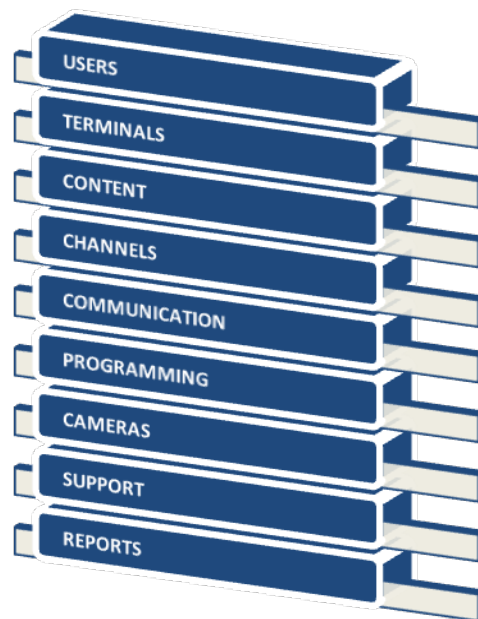 USERS
TERMINALS
CONTENT
CHANNELS
COMMUNICATION
PROGRAMMING
CAMERAS
SUPPORT
REPORTS